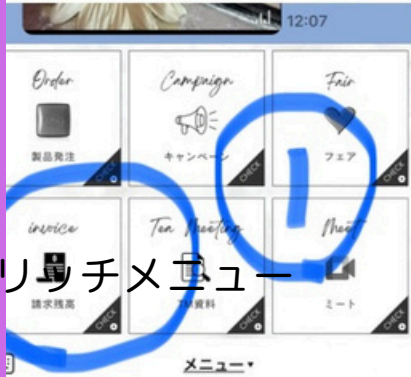 12:07
Order
Campaign
Fair
製品発注
キャンペーン
フェア
CHECK
CHECK
CHECK
invoice
Tea Meeting
Meet
リッチメニュー
請求残高
TM資料
ミート
CHECK
CHECK
CHECK
メニュー▾